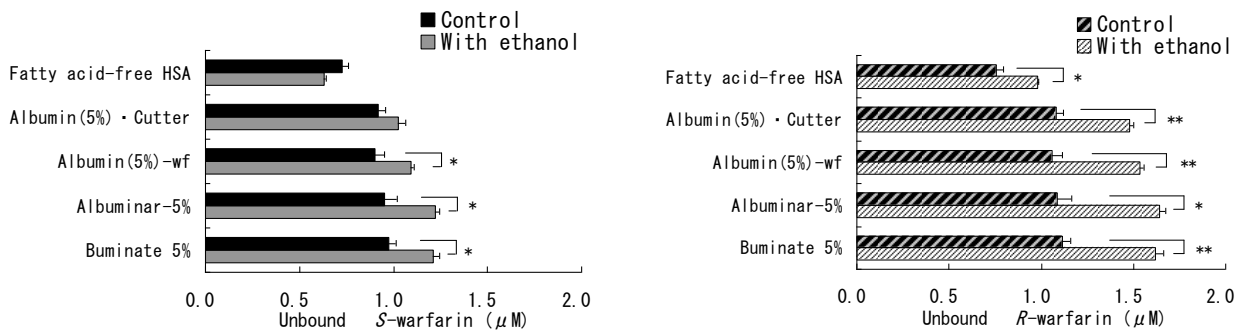 Control
With ethanol
Fatty acid-free HSA
Albumin(5%)・Cutter
Albumin(5%)-wf
*
Albuminar-5%
*
Buminate 5%
*
0.0 0.5 1.0 1.5 2.0
Unbound S-warfarin (μM)
Control
With ethanol
Fatty acid-free HSA
*
Albumin(5%)・Cutter
**
Albumin(5%)-wf
**
Albuminar-5%
*
Buminate 5%
**
0.0 0.5 1.0 1.5 2.0
Unbound R-warfarin (μM)